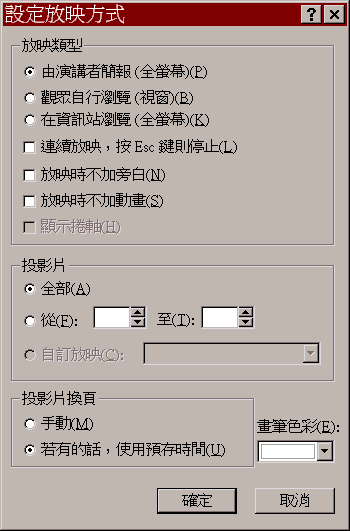 設定放映方式
放映類型
由演講者簡報(全螢幕)(P)
觀眾自行瀏覽(視窗)(B)
在資訊站瀏覽(全螢幕)(K)
連續放映，按 Esc 鍵則停止(L)
放映時不加旁白(N)
放映時不加動畫(S)
顯示捲軸(H)
投影片
全部(A)
從(F): 至(T):
自訂放映(C):
投影片換頁
手動(M)
若有的話，使用預存時間(U)
畫筆色彩(E):
確定 取消